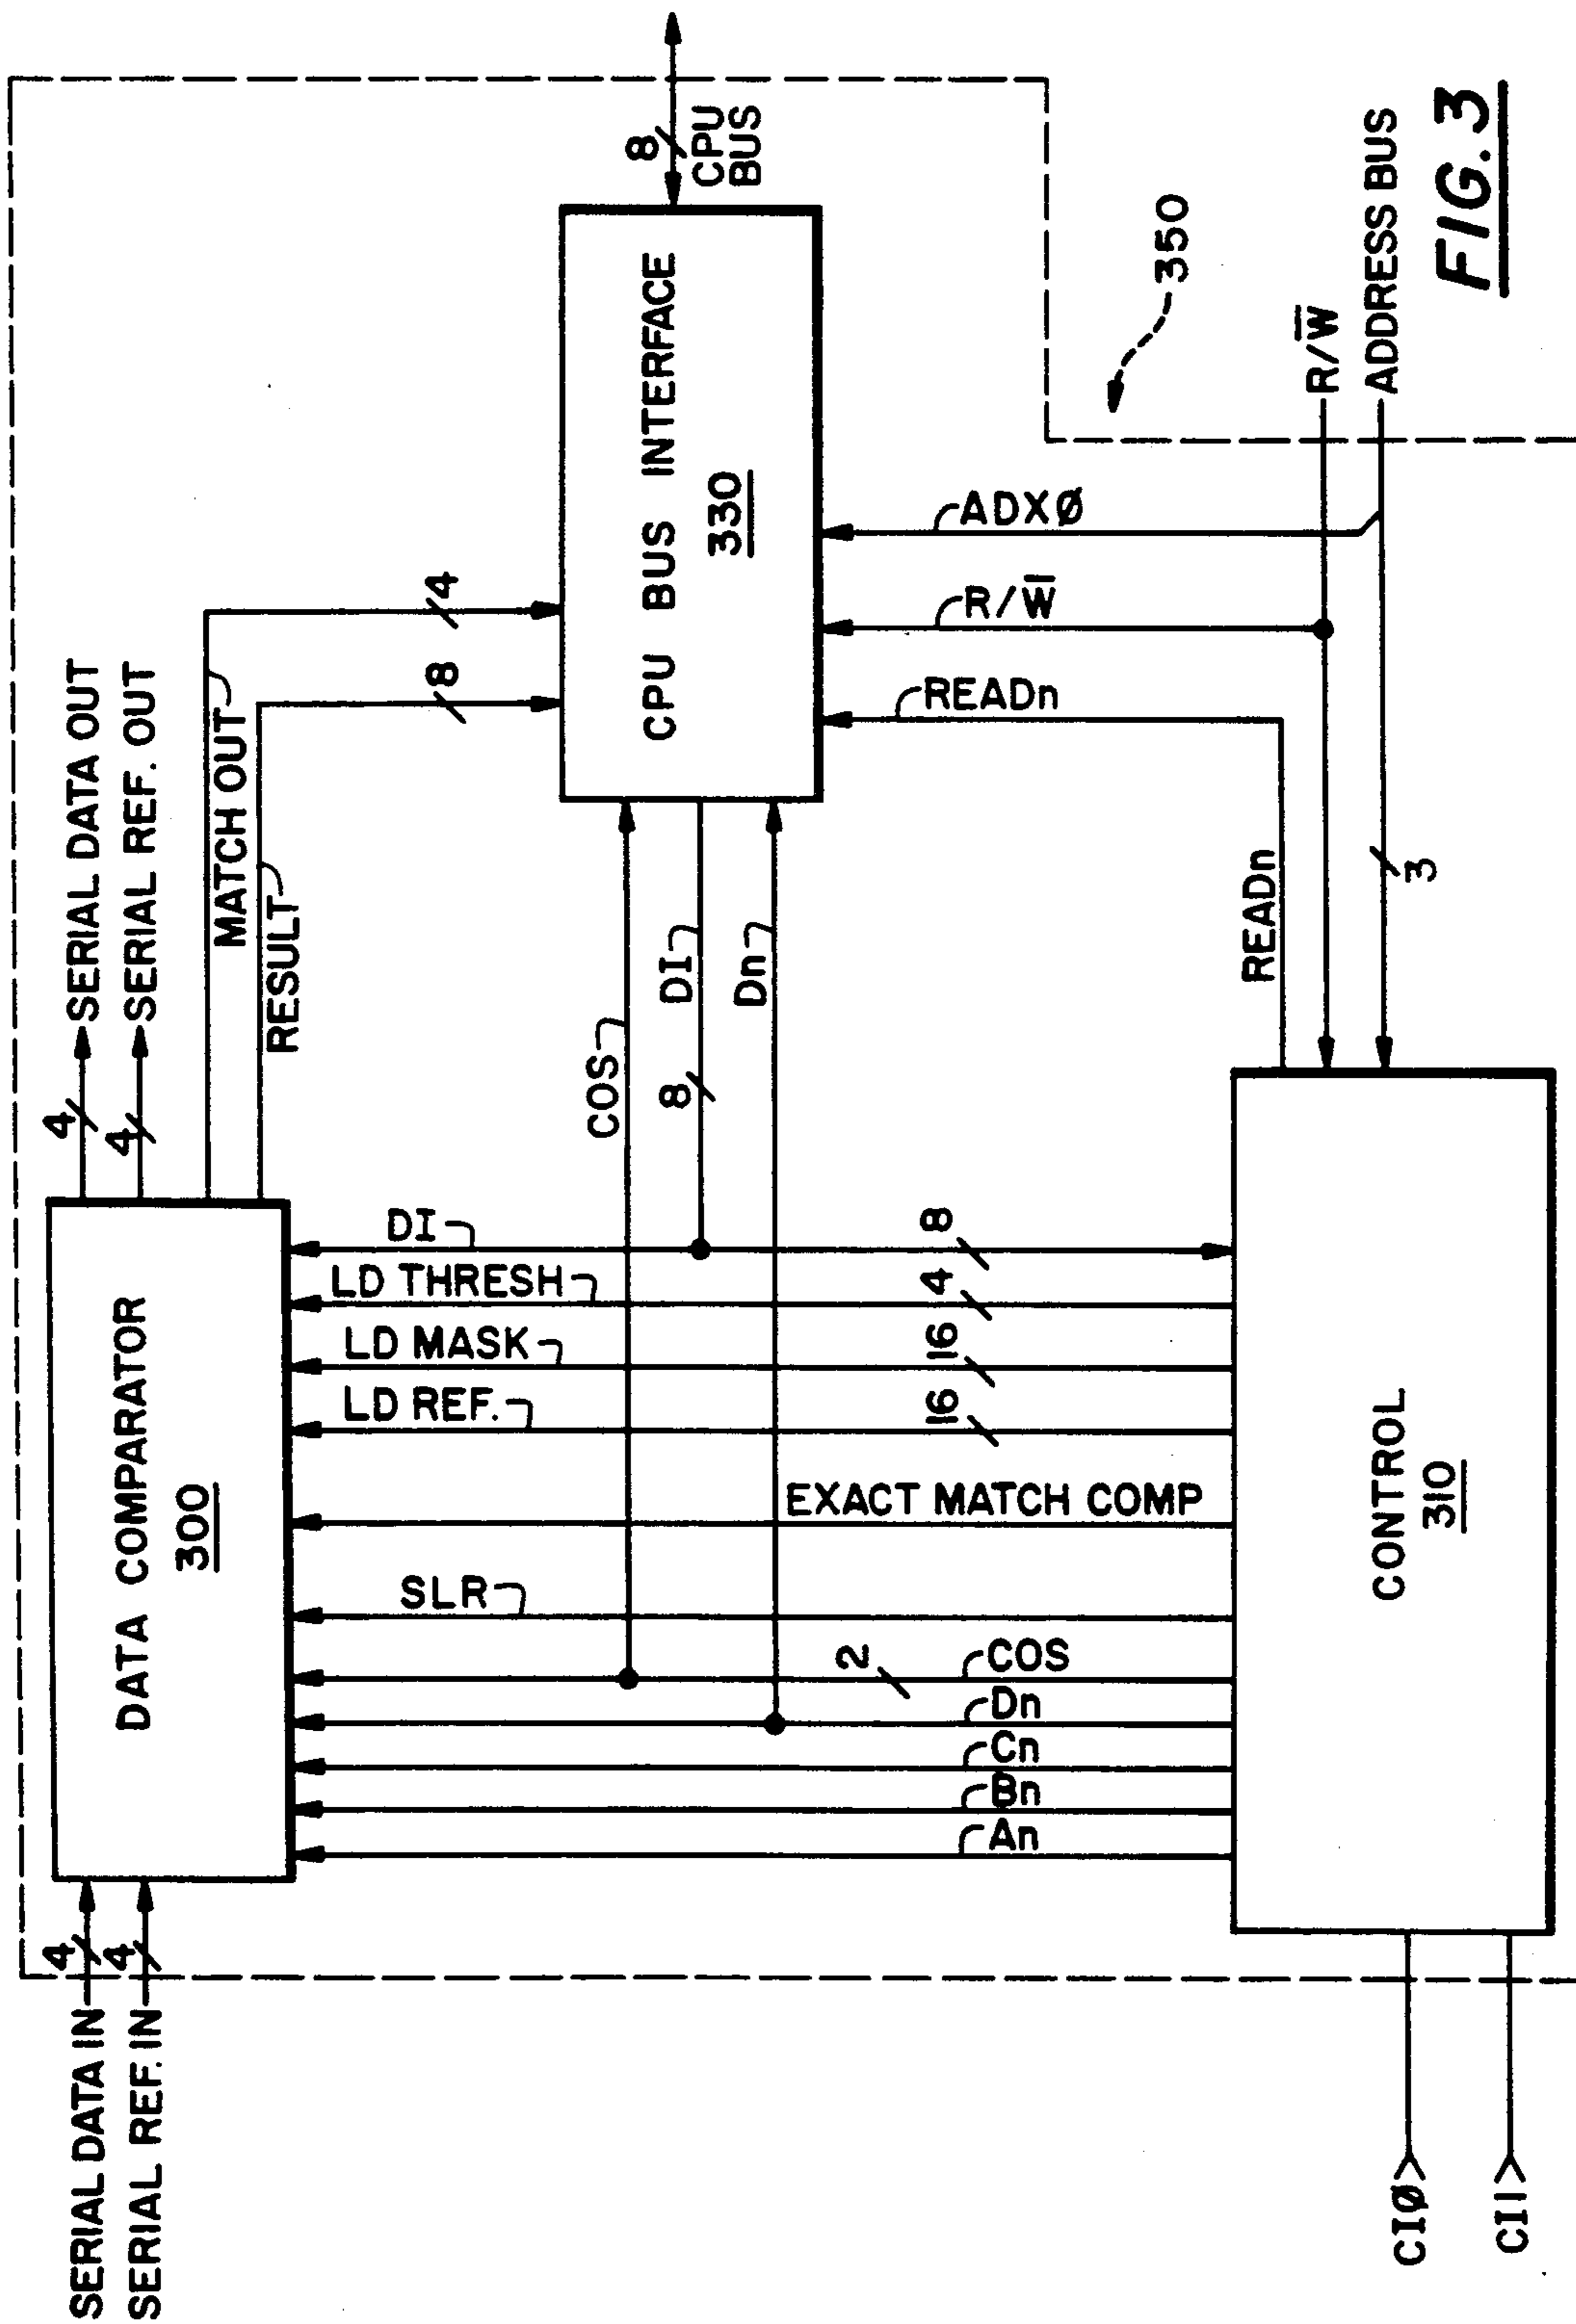 SERIAL DATA IN
4
SERIAL REF. IN
4
DATA COMPARATOR
300
4
SERIAL DATA OUT
4
SERIAL REF. OUT
MATCH OUT
4
RESULT
8
An
Bn
Cn
Dn
COS
2
SLR
EXACT MATCH COMP
LD REF.
16
LD MASK
16
LD THRESH
4
DI
8
COS
DI
8
Dn
CPU BUS INTERFACE
330
8
CPU
BUS
READn
R/W̅
ADXØ
CONTROL
310
READn
3
R/W̅
ADDRESS BUS
350
CIØ
CI1
FIG. 3